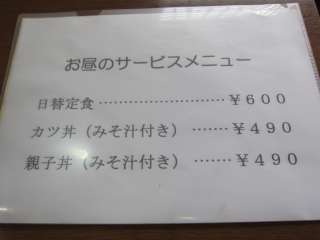 お昼のサービスメニュー
日替定食……………………￥６００
カツ丼（みそ汁付き）……￥４９０
親子丼（みそ汁付き）……￥４９０